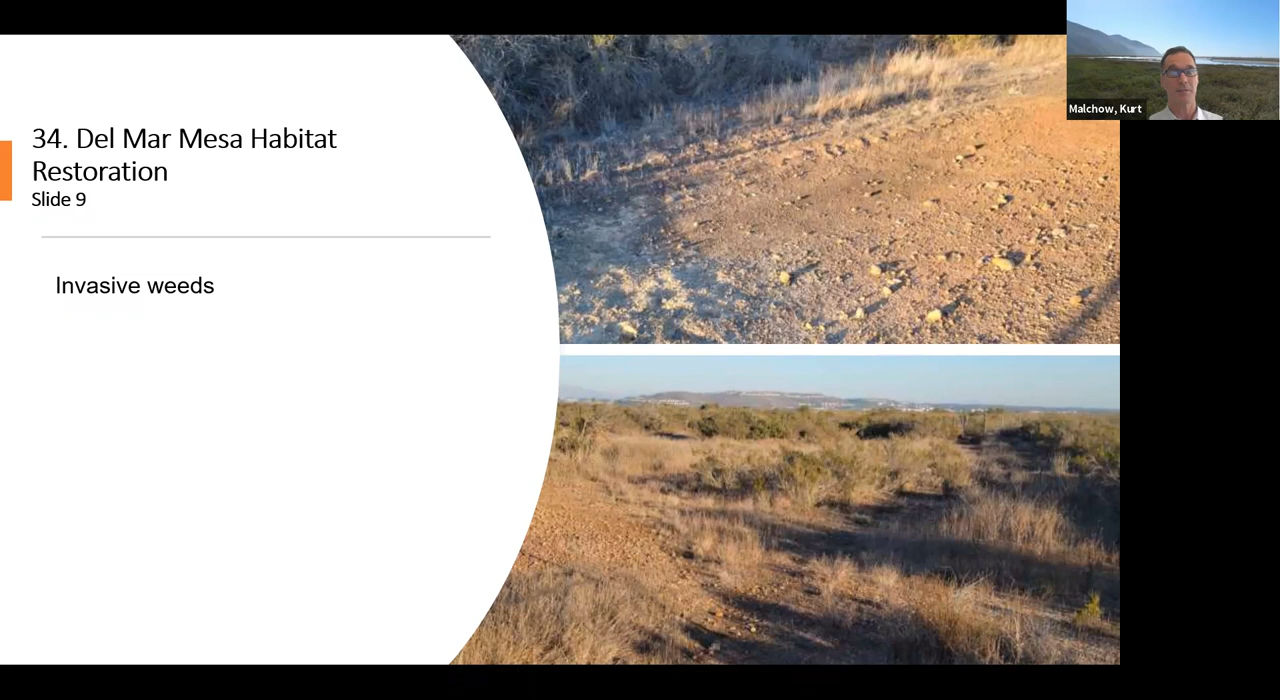 34. Del Mar Mesa Habitat
Restoration
Slide 9
Invasive weeds
Malchow, Kurt